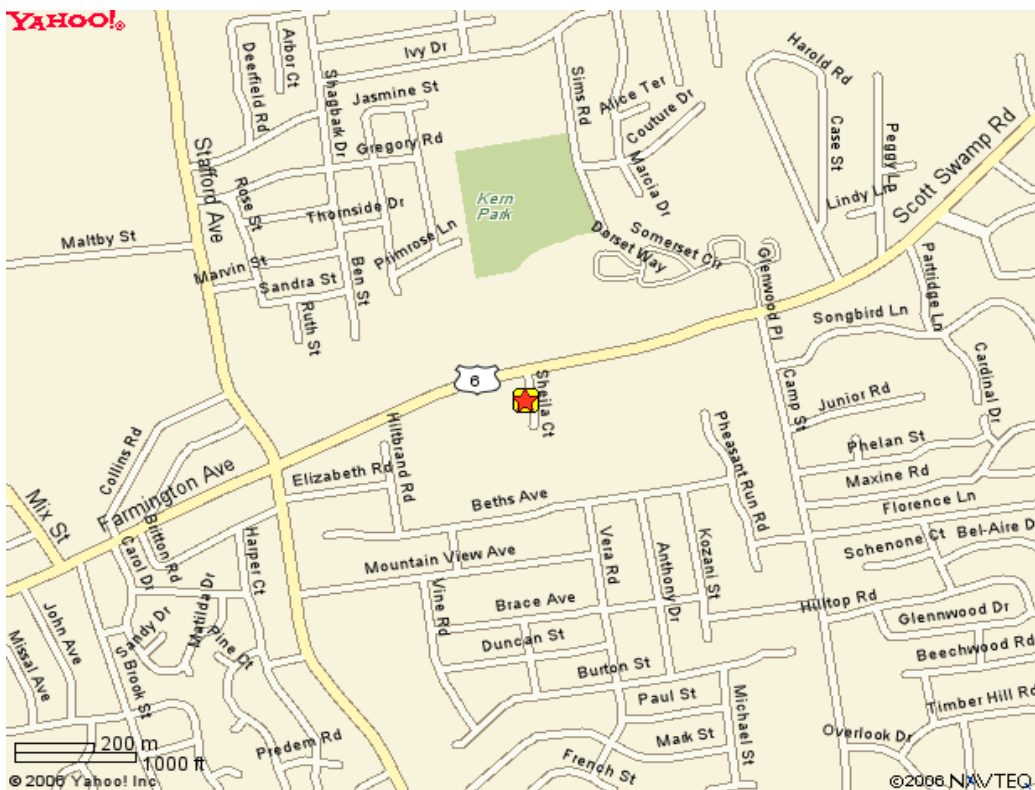 YAHOO!®
Ivy Dr
Arbor Ct
Deerfield Rd
Shagbark Dr
Jasmine St
Sims Rd
Alice Ter
Couture Dr
Harold Rd
Case St
Peggy Ln
Scott Swamp Rd
Gregory Rd
Stafford Ave
Rose St
Thornside Dr
Kern
Park
Marcia Dr
Lindy Ln
Maltby St
Marvin St
Sandra St
Ben St
Primrose Ln
Dorset Way
Somerset Cir
Glenwood Pl
Partridge Ln
Ruth St
Songbird Ln
Cardinal Dr
6
Sheila Ct
Camp St
Junior Rd
Collins Rd
Hiltbrand Rd
Pheasant Run Rd
Phelan St
Elizabeth Rd
Maxine Rd
Farmington Ave
Beths Ave
Florence Ln
Mix St
Britton Rd
Carol Dr
Harper Ct
Mountain View Ave
Vera Rd
Anthony Dr
Kozani St
Schenone Ct
Bel-Aire D
Vine Rd
Brace Ave
Hilltop Rd
Glennwood Dr
John Ave
Sandy Dr
Matilda Dr
Pine Ct
Duncan St
Beechwood Rd
Missal Ave
S Brook St
Burton St
Paul St
Michael St
Timber Hill Rd
Predem Rd
Mark St
Overlook Dr
French St
200 m
1000 ft
© 2006 Yahoo! Inc
©2006 NAVTEQ